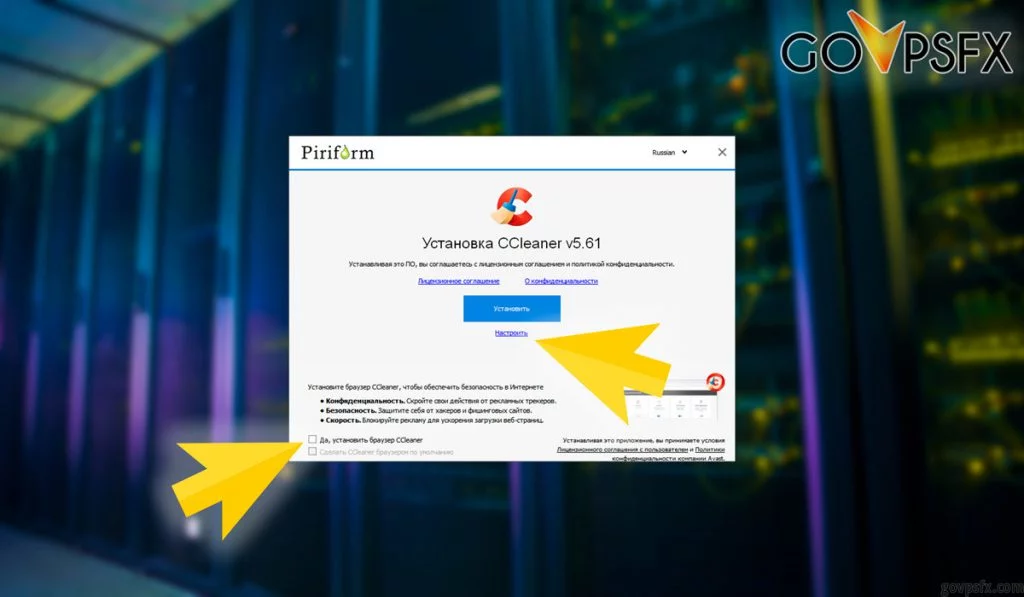 GOVPSFX
Piriform
Russian
Установка CCleaner v5.61
Устанавливая это ПО, вы соглашаетесь с лицензионным соглашением и политикой конфиденциальности.
Лицензионное соглашение О конфиденциальности
Установить
Настроить
Установите браузер CCleaner, чтобы обеспечить безопасность в Интернете
• Конфиденциальность. Скройте свои действия от рекламных трекеров.
• Безопасность. Защитите себя от хакеров и фишинговых сайтов.
• Скорость. Блокируйте рекламу для ускорения загрузки веб-страниц.
Да, установить браузер CCleaner
Сделать CCleaner браузером по умолчанию
Устанавливая это приложение, вы принимаете условия
Лицензионного соглашения с пользователем и Политики
конфиденциальности компании Avast.
govpsfx.com